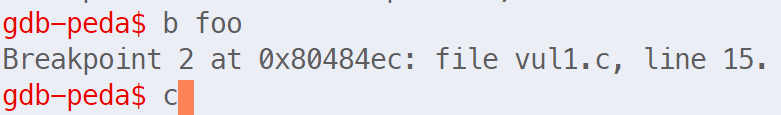 gdb-peda$ b foo
Breakpoint 2 at 0x80484ec: file vul1.c, line 15.
gdb-peda$ c